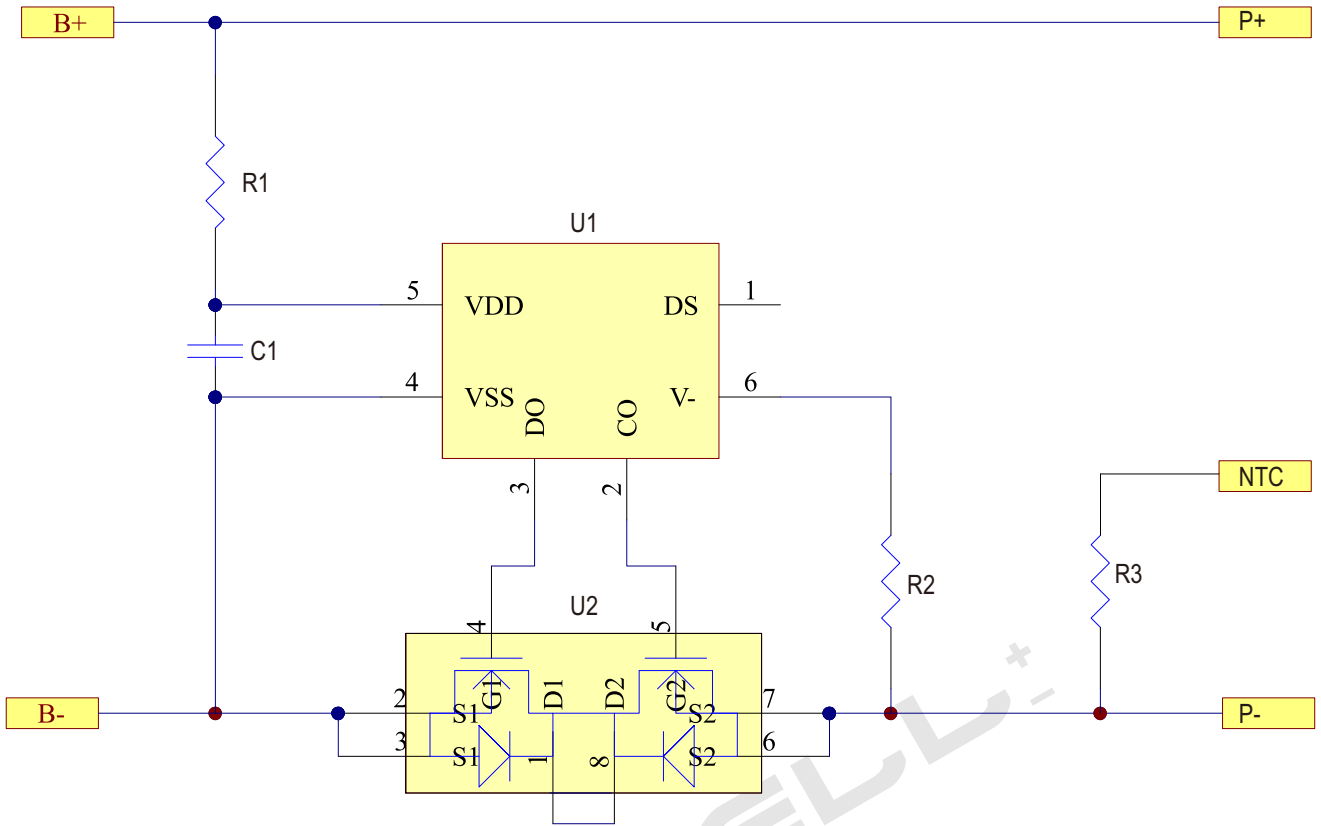 B+
P+
R1
U1
5
VDD
DS
1
C1
4
VSS
V-
6
DO
CO
3
2
NTC
R2
R3
U2
4
5
G1
D1
D2
G2
2
S1
S2
7
B-
P-
3
S1
1
8
S2
6
ELL